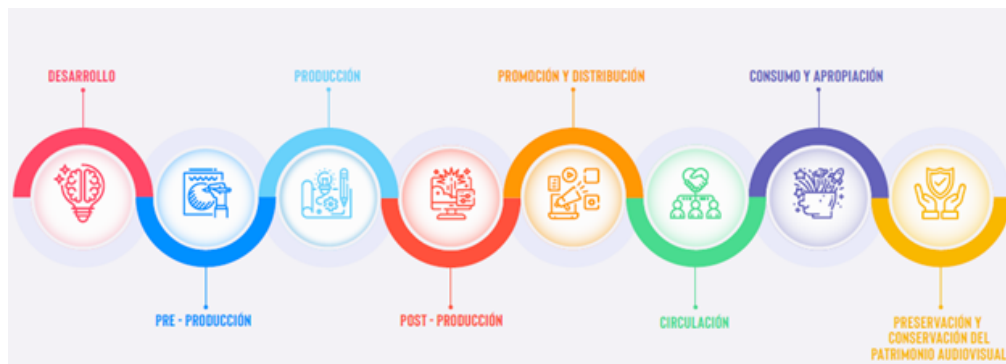 DESARROLLO
PRE - PRODUCCIÓN
PRODUCCIÓN
POST - PRODUCCIÓN
PROMOCIÓN Y DISTRIBUCIÓN
CIRCULACIÓN
CONSUMO Y APROPIACIÓN
PRESERVACIÓN Y
CONSERVACIÓN DEL
PATRIMONIO AUDIOVISUAL